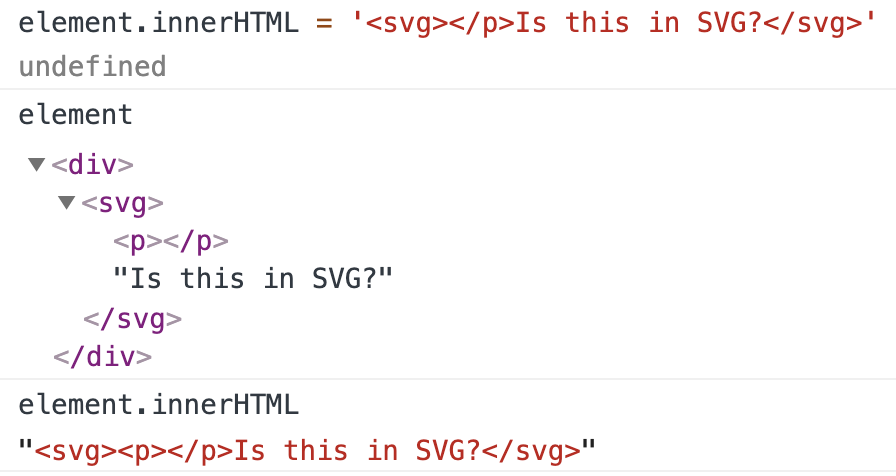 element.innerHTML = '<svg></p>Is this in SVG?</svg>'
undefined
element
▼<div>
▼<svg>
<p></p>
"Is this in SVG?"
</svg>
</div>
element.innerHTML
"<svg><p></p>Is this in SVG?</svg>"